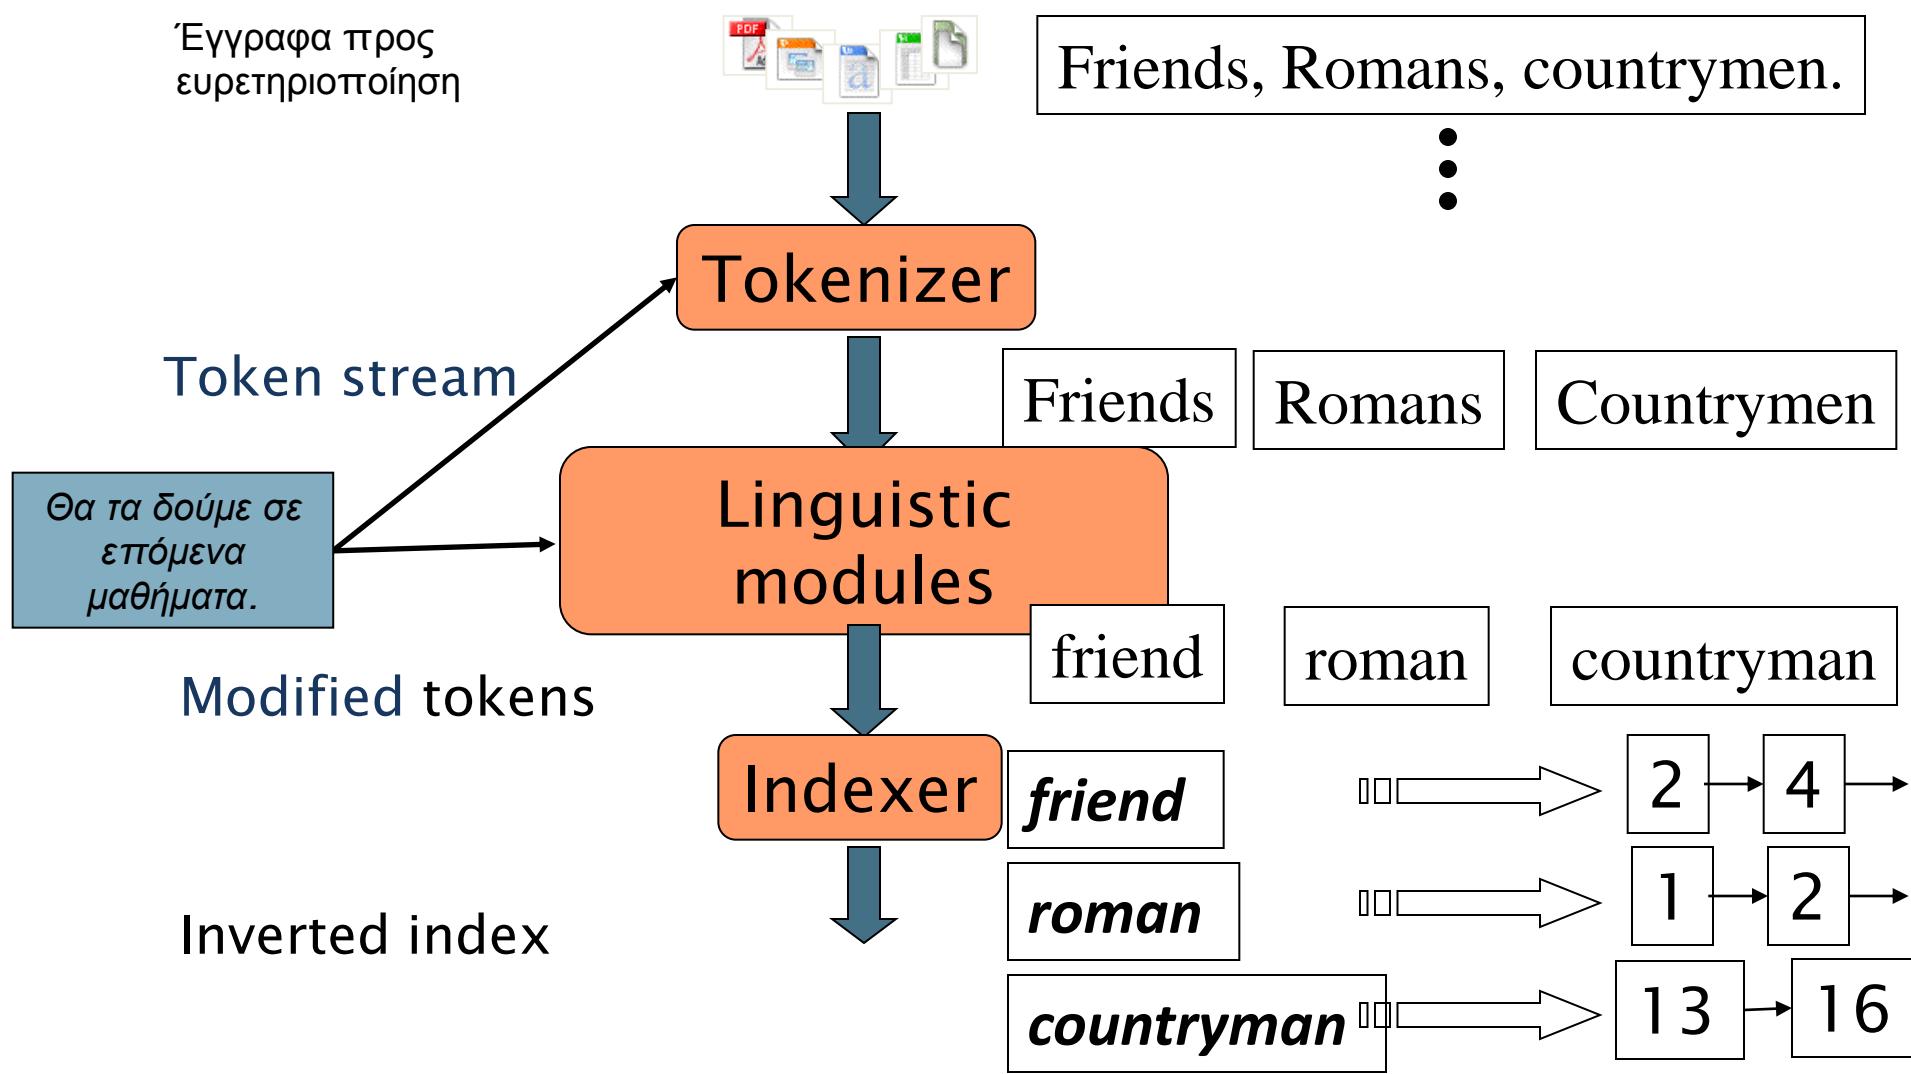 Έγγραφα προς
ευρετηριοποίηση
PDF
Friends, Romans, countrymen.
Tokenizer
Token stream
Friends
Romans
Countrymen
Θα τα δούμε σε
επόμενα
μαθήματα.
Linguistic
modules
friend
roman
countryman
Modified tokens
Indexer
friend
2
4
roman
1
2
Inverted index
countryman
13
16